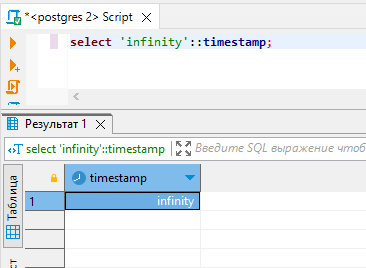 *<postgres 2> Script
select 'infinity'::timestamp;
Результат 1
select 'infinity'::timestamp
Введите SQL выражение чтоб
Таблица
timestamp
1
infinity